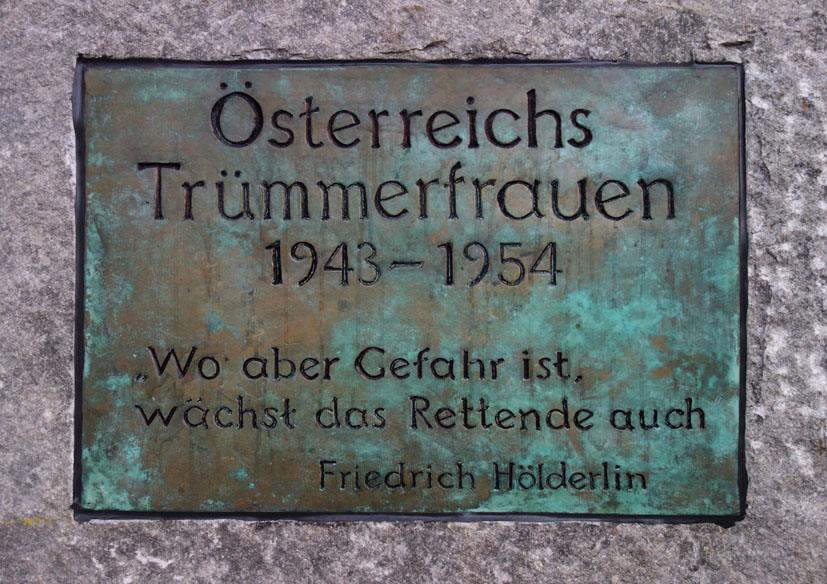 Österreichs
Trümmerfrauen
1943–1954
„Wo aber Gefahr ist,
wächst das Rettende auch
Friedrich Hölderlin